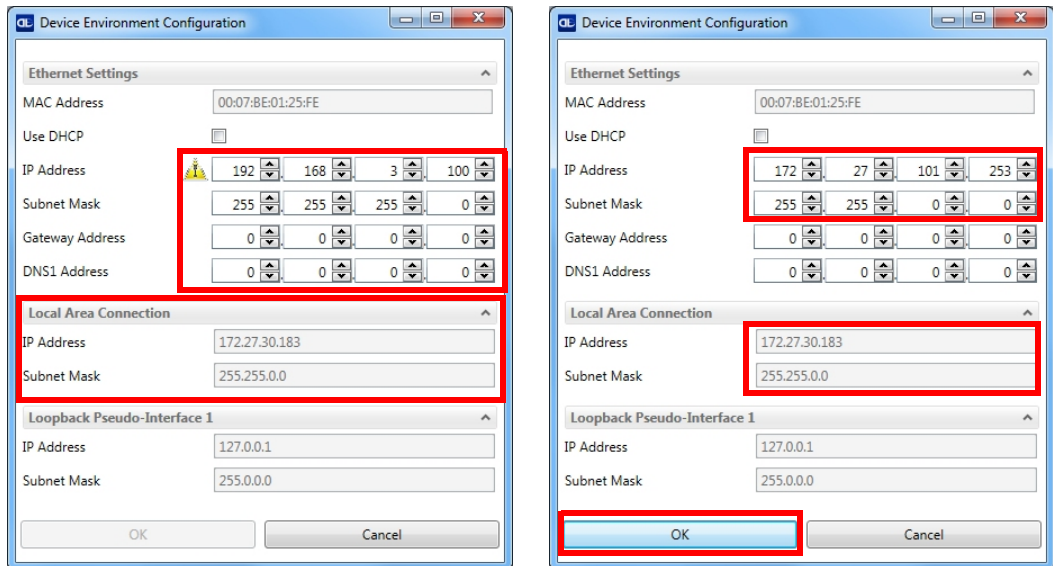 Device Environment Configuration
Ethernet Settings
MAC Address 00:07:BE:01:25:FE
Use DHCP
IP Address 192 . 168 . 3 . 100
Subnet Mask 255 . 255 . 255 . 0
Gateway Address 0 . 0 . 0 . 0
DNS1 Address 0 . 0 . 0 . 0
Local Area Connection
IP Address 172.27.30.183
Subnet Mask 255.255.0.0
Loopback Pseudo-Interface 1
IP Address 127.0.0.1
Subnet Mask 255.0.0.0
OK Cancel
Device Environment Configuration
Ethernet Settings
MAC Address 00:07:BE:01:25:FE
Use DHCP
IP Address 172 . 27 . 101 . 253
Subnet Mask 255 . 255 . 0 . 0
Gateway Address 0 . 0 . 0 . 0
DNS1 Address 0 . 0 . 0 . 0
Local Area Connection
IP Address 172.27.30.183
Subnet Mask 255.255.0.0
Loopback Pseudo-Interface 1
IP Address 127.0.0.1
Subnet Mask 255.0.0.0
OK Cancel